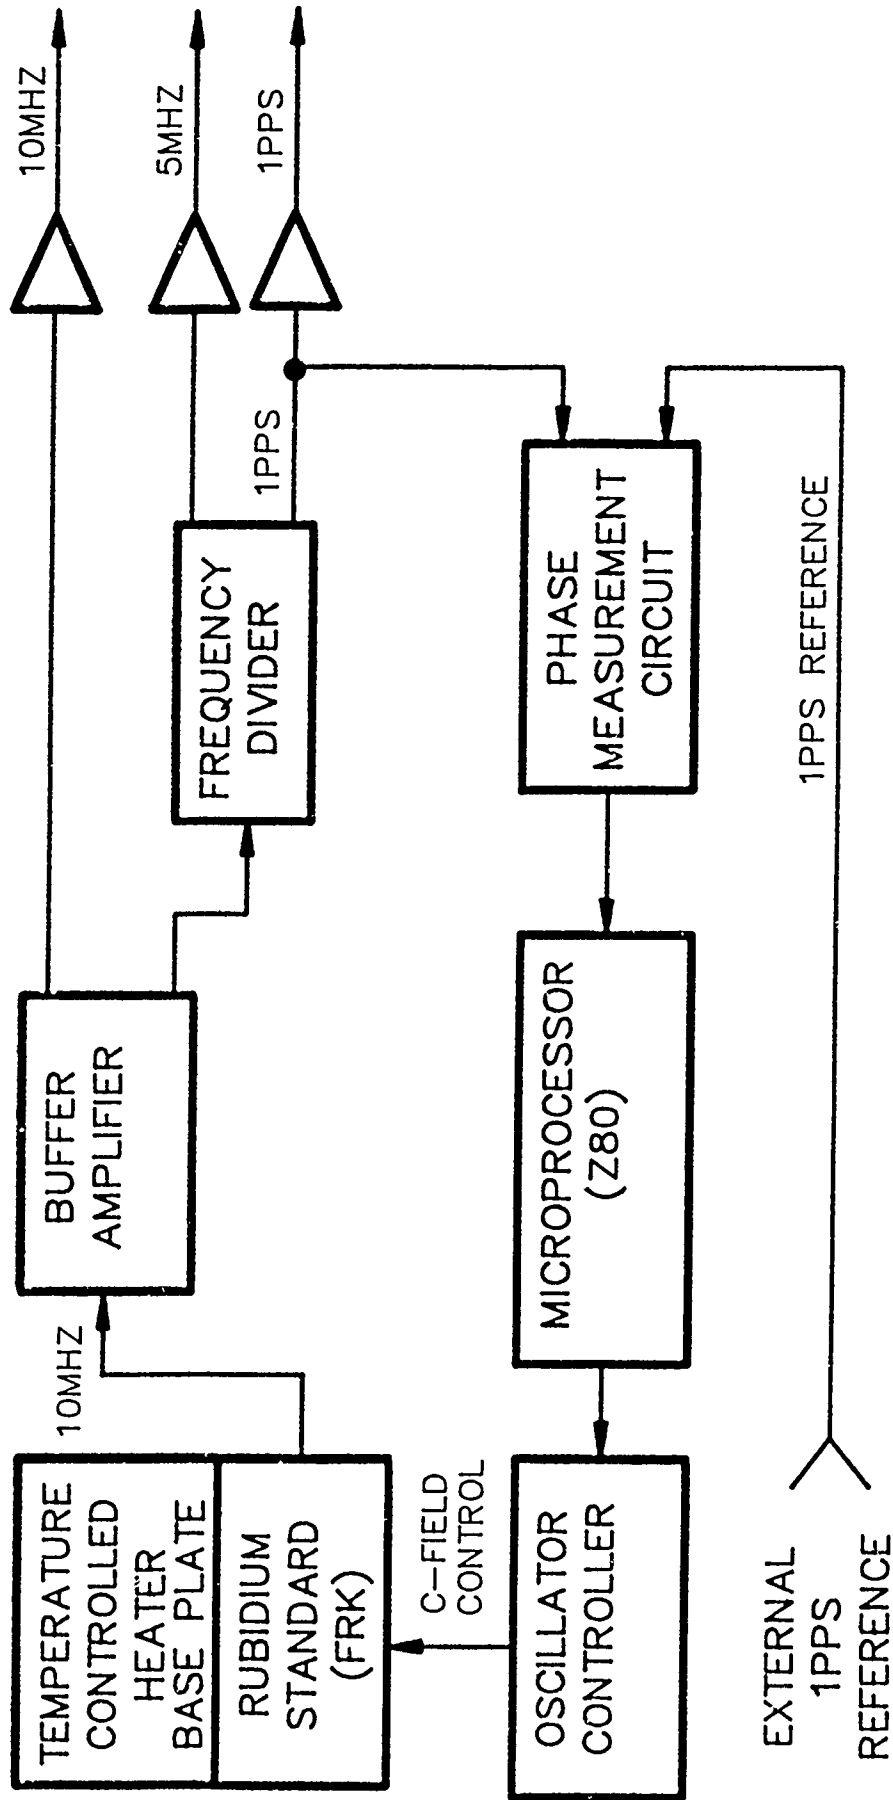 TEMPERATURE
CONTROLLED
HEATER
BASE PLATE
RUBIDIUM
STANDARD
(FRK)
10MHZ
BUFFER
AMPLIFIER
10MHZ
FREQUENCY
DIVIDER
5MHZ
1PPS
1PPS
C-FIELD
CONTROL
OSCILLATOR
CONTROLLER
MICROPROCESSOR
(Z80)
PHASE
MEASUREMENT
CIRCUIT
EXTERNAL
1PPS
REFERENCE
1PPS REFERENCE